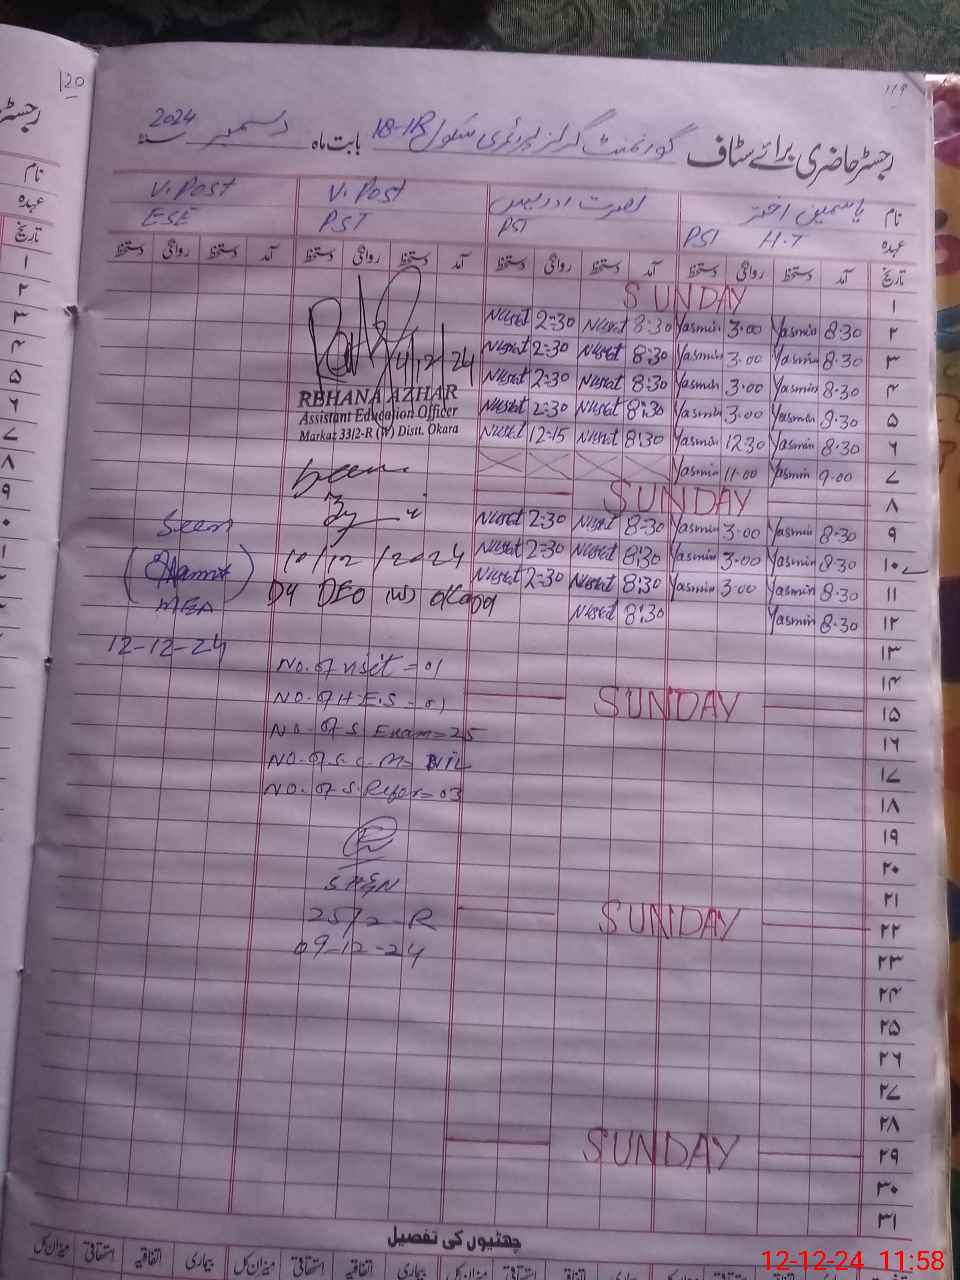 120
119
رجسٹر حاضری برائے سٹاف گورنمنٹ گرلز پرائمری سکول 18-1R بابت ماہ دسمبر سنہ 2024
نام یاسمین اختر نصرت ادریس V. Post V. Post
عہدہ PST H.T PST PST ESE
تاریخ آمد دستخط روانگی دستخط آمد دستخط روانگی دستخط آمد دستخط روانگی دستخط آمد دستخط روانگی دستخط
۱ SUNDAY
۲ 8:30 Yasmin 3:00 Yasmin 8:30 Nusrat 2:30 Nusrat
۳ 8:30 Yasmin 3:00 Yasmin 8:30 Nusrat 2:30 Nusrat
۴ 8:30 Yasmin 3:00 Yasmin 8:30 Nusrat 2:30 Nusrat
۵ 8:30 Yasmin 3:00 Yasmin 8:30 Nusrat 2:30 Nusrat
۶ 8:30 Yasmin 12:30 Yasmin 8:30 Nusrat 12:15 Nusrat
۷ 9:00 Yasmin 11:00 Yasmin
۸ SUNDAY
۹ 8:30 Yasmin 3:00 Yasmin 8:30 Nusrat 2:30 Nusrat
۱۰ 8:30 Yasmin 3:00 Yasmin 8:30 Nusrat 2:30 Nusrat
۱۱ 8:30 Yasmin 3:00 Yasmin 8:30 Nusrat 2:30 Nusrat
۱۲ 8:30 Yasmin 8:30 Nusrat
۱۳
۱۴
۱۵ SUNDAY
۱۶
۱۷
۱۸
۱۹
۲۰
۲۱
۲۲ SUNDAY
۲۳
۲۴
۲۵
۲۶
۲۷
۲۸
۲۹ SUNDAY
۳۰
۳۱
4/12/24
REHANA AZHAR
Assistant Education Officer
Markaz 33/2-R (W) Distt. Okara
Seen
10/12/2024
Dy DEO (W) Okara
Seen
MEA
12-12-24
No. of visit = 01
No. of H.E.S = 01
No. of S. Exam = 25
No. of S.C.M = NIL
No. of S. Refer = 03
SH&N
25/2-R
09-12-24
چھٹیوں کی تفصیل
بیماری اتفاقیہ استحقاقی میزان کل بیماری اتفاقیہ استحقاقی میزان کل
12-12-24 11:58